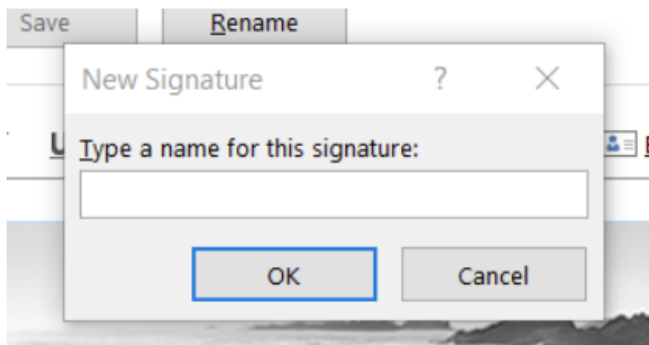 Save Rename
New Signature ?
U
Type a name for this signature:
OK Cancel